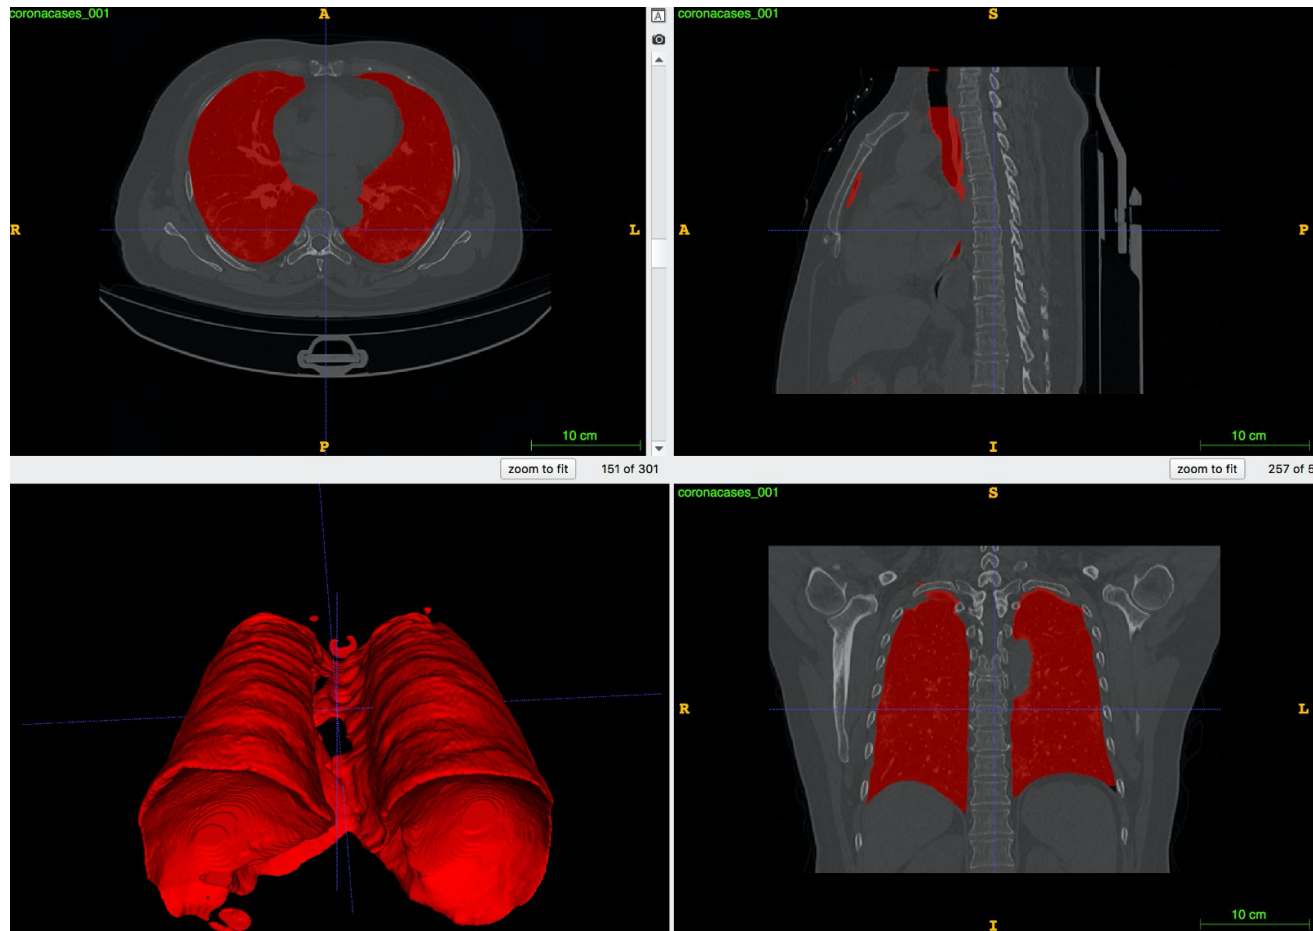 coronacases_001
A
R
L
P
10 cm
A
zoom to fit
151 of 301
coronacases_001
S
A
P
I
10 cm
zoom to fit
257 of 5
coronacases_001
S
R
L
I
10 cm